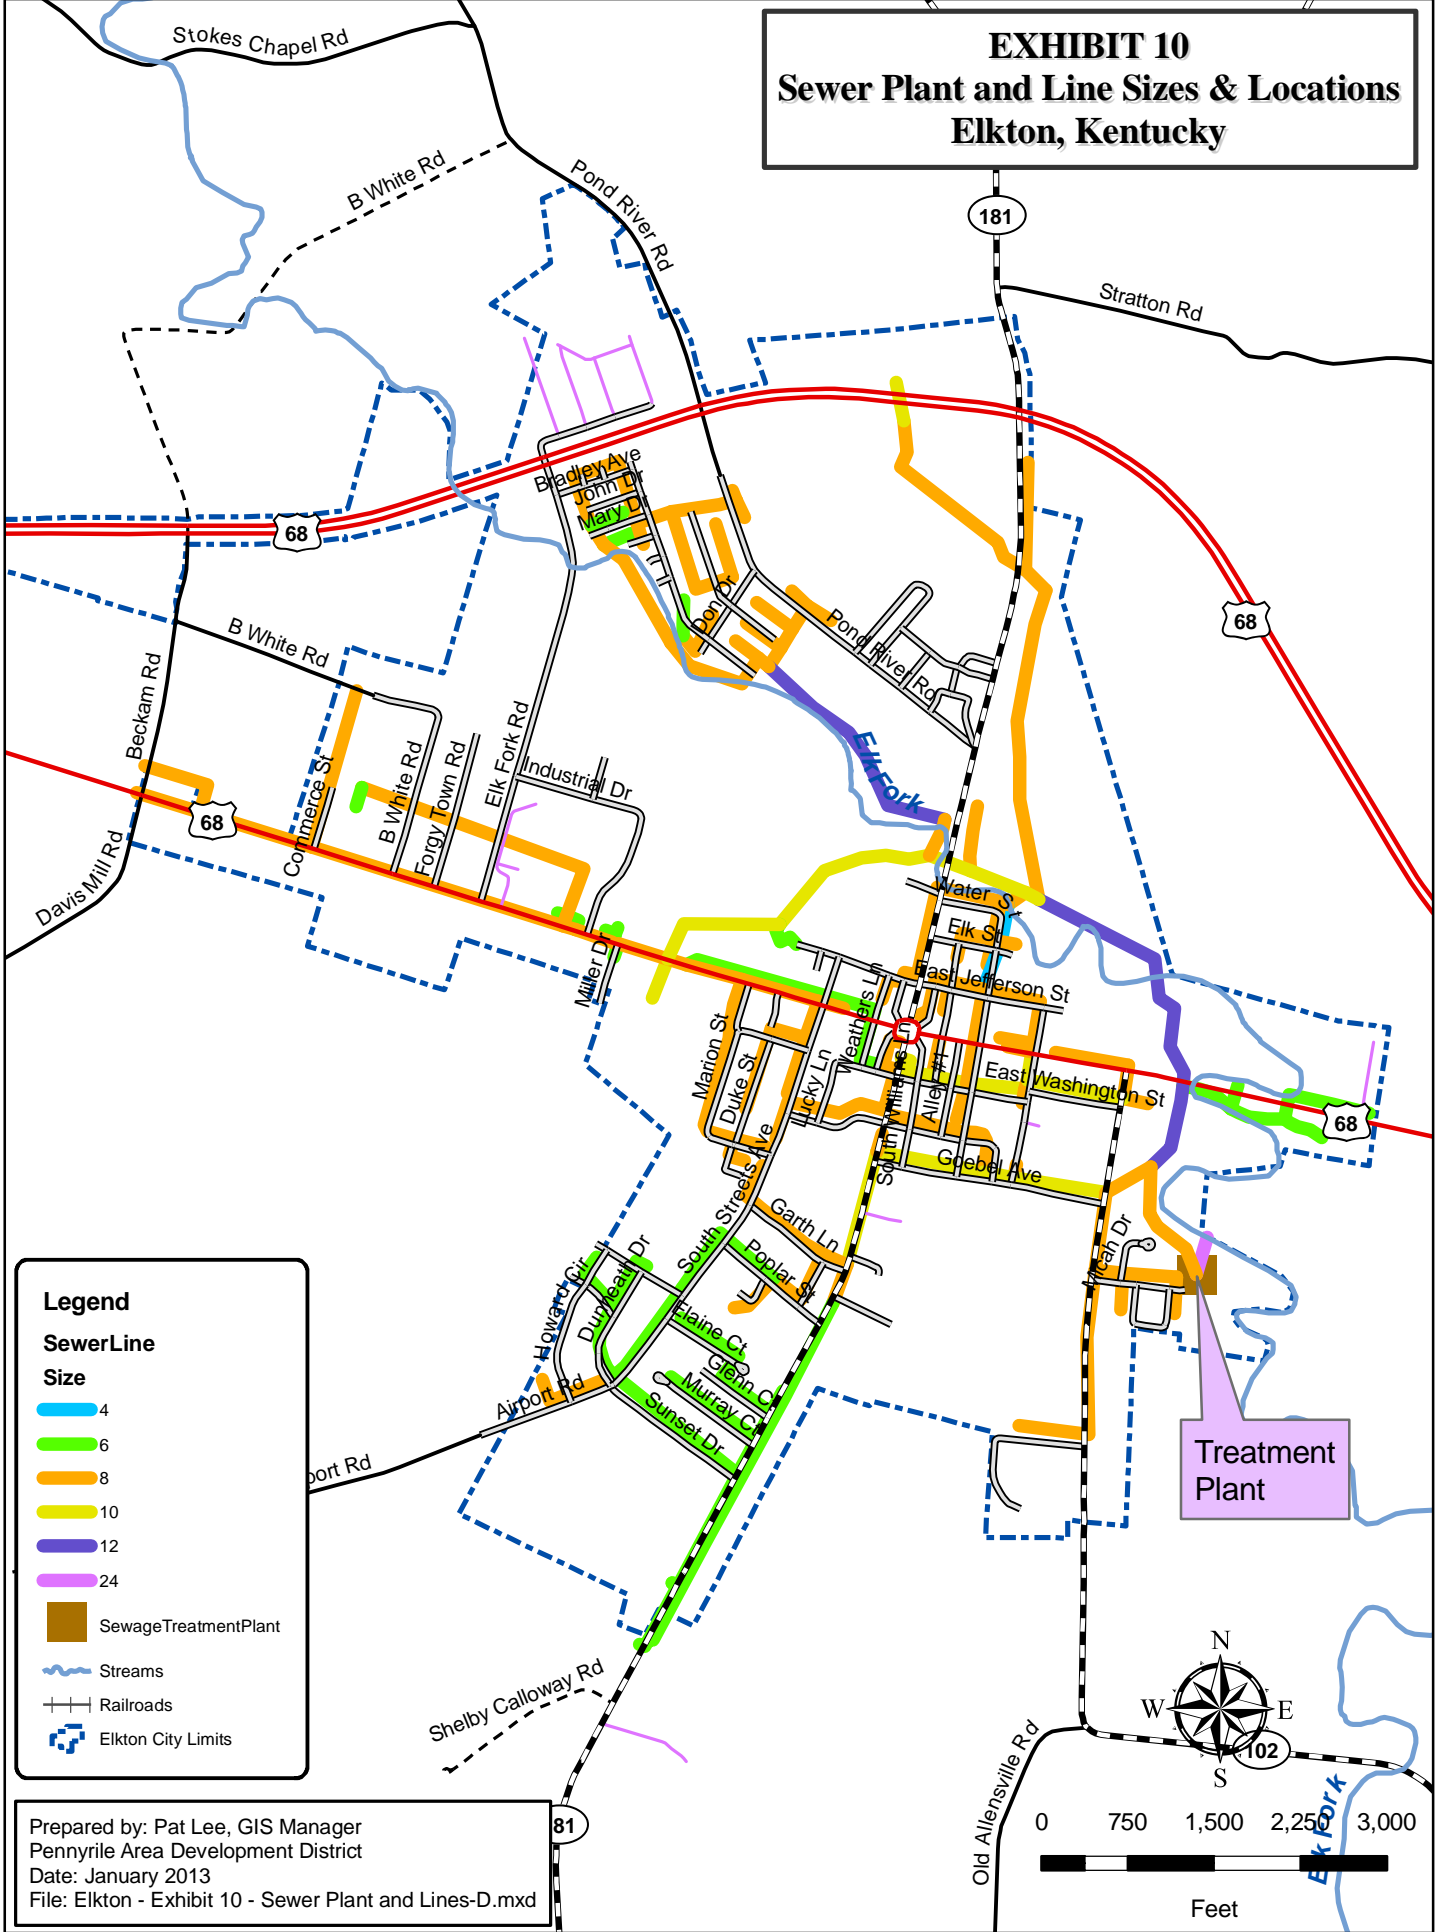 EXHIBIT 10
Sewer Plant and Line Sizes & Locations
Elkton, Kentucky
Stokes Chapel Rd
B White Rd
Pond River Rd
181
Stratton Rd
Bradley Ave
John Dr
Mary Dr
68
68
Don Dr
Pond River Rd
B White Rd
Beckam Rd
Elk Fork
Commerce St
B White Rd
Forgy Town Rd
Elk Fork Rd
Industrial Dr
68
Davis Mill Rd
Water St
Elk St
East Jefferson St
Miller Dr
Weathers Ln
Marion St
Duke St
Lucky Ln
South Williams Ln
Alley #1
East Washington St
68
Goebel Ave
South Streets Ave
Garth Ln
Micah Dr
Poplar St
Howard Cir
Dunheath Dr
Elaine Ct
Glenn Ct
Murray Ct
Sunset Dr
Airport Rd
port Rd
Treatment
Plant
Legend
SewerLine
Size
4
6
8
10
12
24
SewageTreatmentPlant
Streams
Railroads
Elkton City Limits
Shelby Calloway Rd
81
Old Allensville Rd
102
N
W
E
S
Elk Fork
0 750 1,500 2,250 3,000
Feet
Prepared by: Pat Lee, GIS Manager
Pennyrile Area Development District
Date: January 2013
File: Elkton - Exhibit 10 - Sewer Plant and Lines-D.mxd